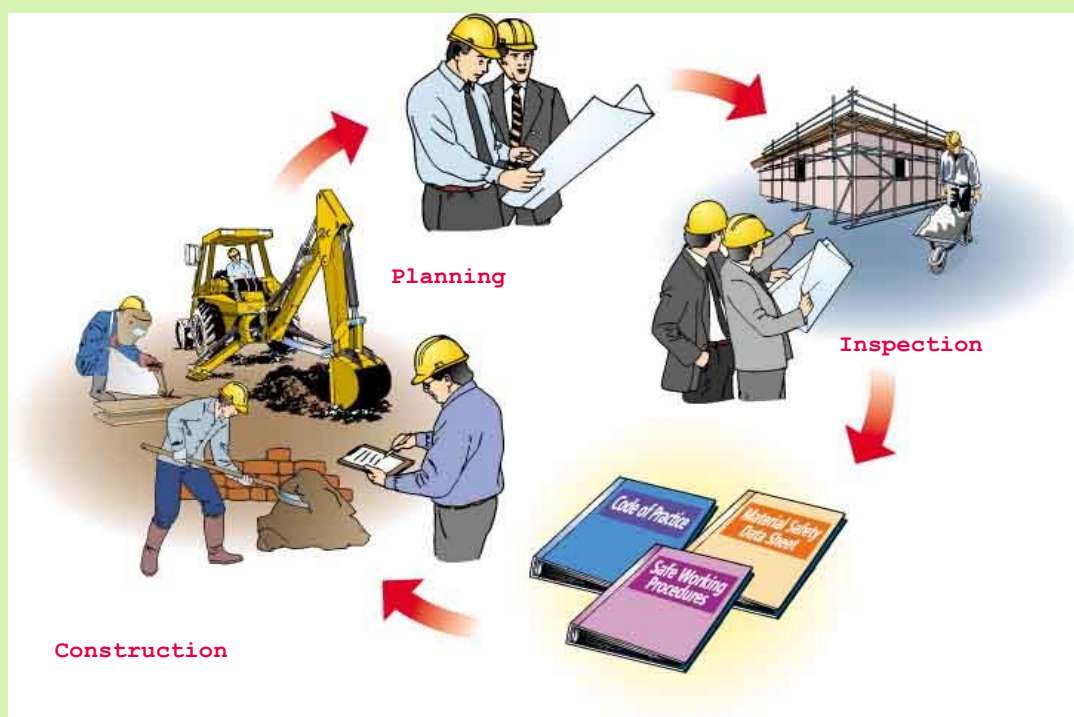 Planning
Inspection
Code of Practice
Material Safety
Data Sheet
Safe Working
Procedures
Construction